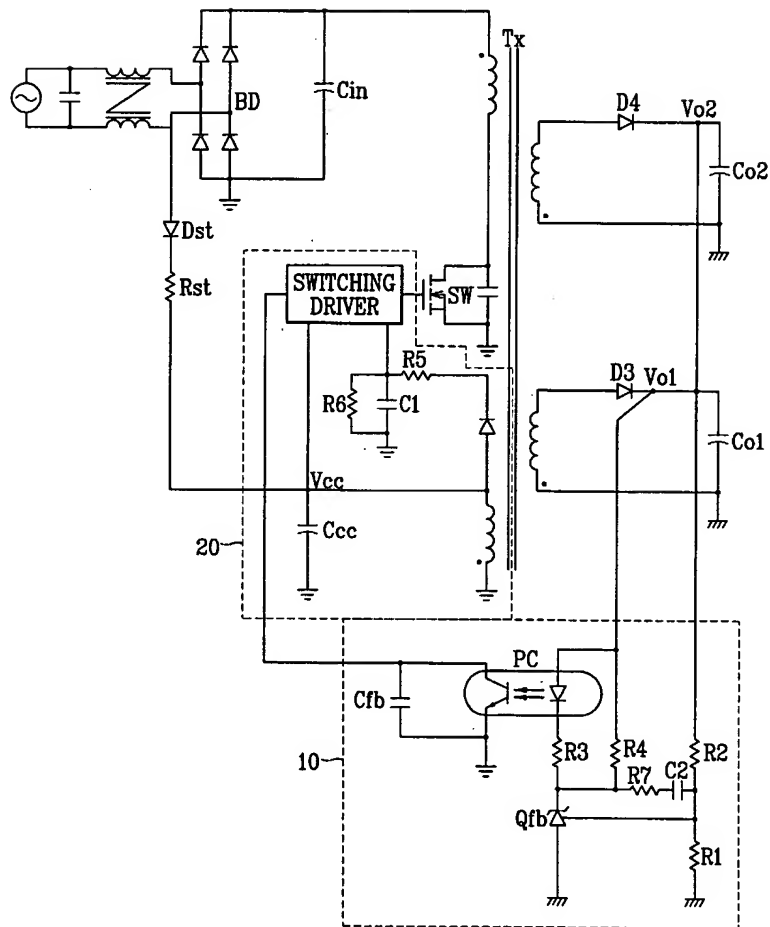 Tx
BD
Cin
D4
Vo2
Co2
Dst
Rst
SWITCHING
DRIVER
SW
R5
R6
C1
D3
Vo1
Co1
Vcc
Ccc
20
PC
Cfb
10
R3
R4
R2
R7
C2
Qfb
R1